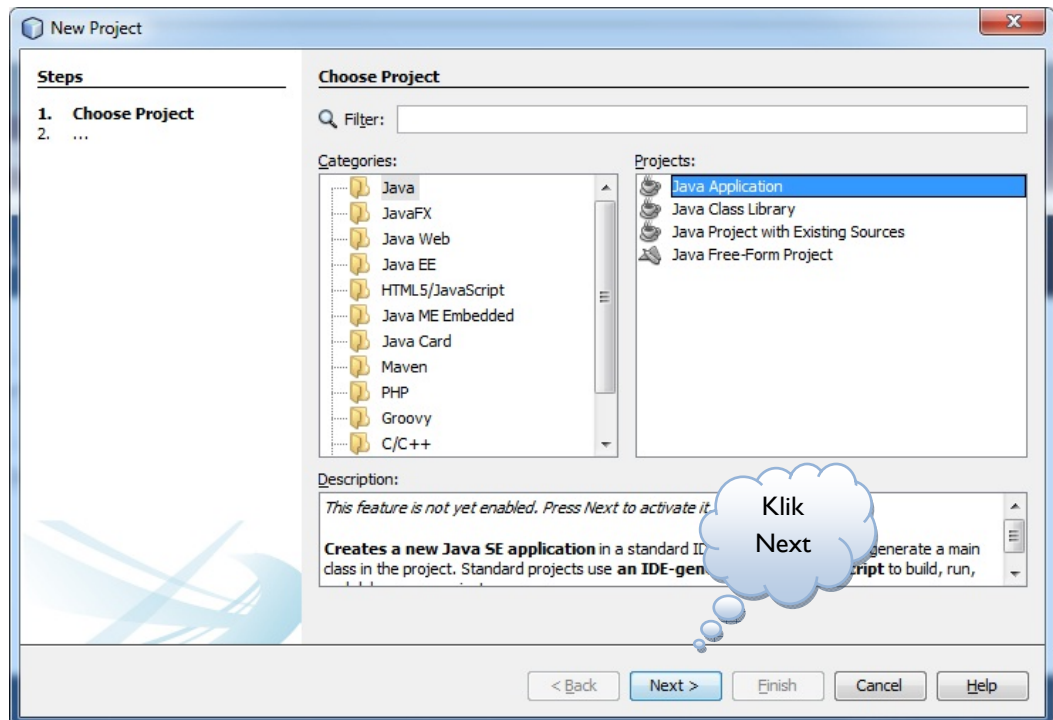 New Project
Steps
1. Choose Project
2. ...
Choose Project
Filter:
Categories:
Java
JavaFX
Java Web
Java EE
HTML5/JavaScript
Java ME Embedded
Java Card
Maven
PHP
Groovy
C/C++
Projects:
Java Application
Java Class Library
Java Project with Existing Sources
Java Free-Form Project
Description:
This feature is not yet enabled. Press Next to activate it
Creates a new Java SE application in a standard generate a main
class in the project. Standard projects use an to build, run,
Klik
Next
< Back
Next >
Finish
Cancel
Help